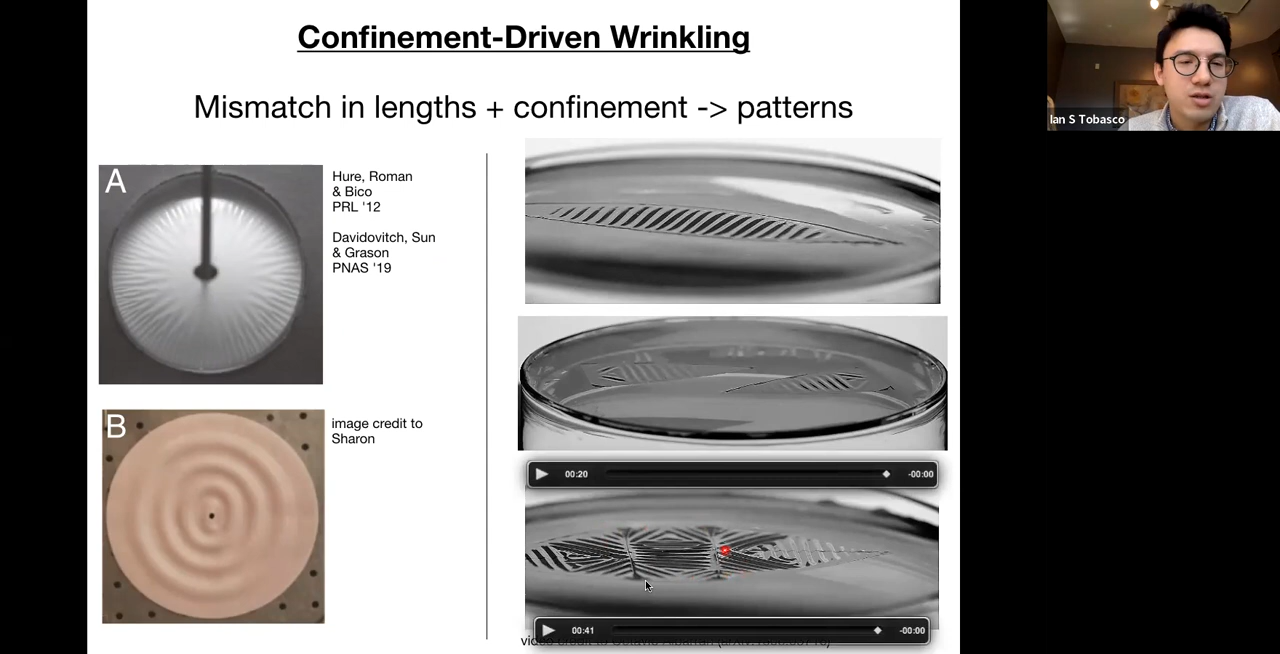 Confinement-Driven Wrinkling
Mismatch in lengths + confinement -> patterns
A
Hure, Roman
& Bico
PRL '12
Davidovitch, Sun
& Grason
PNAS '19
B
image credit to
Sharon
00:20
-00:00
00:41
-00:00
Ian S Tobasco